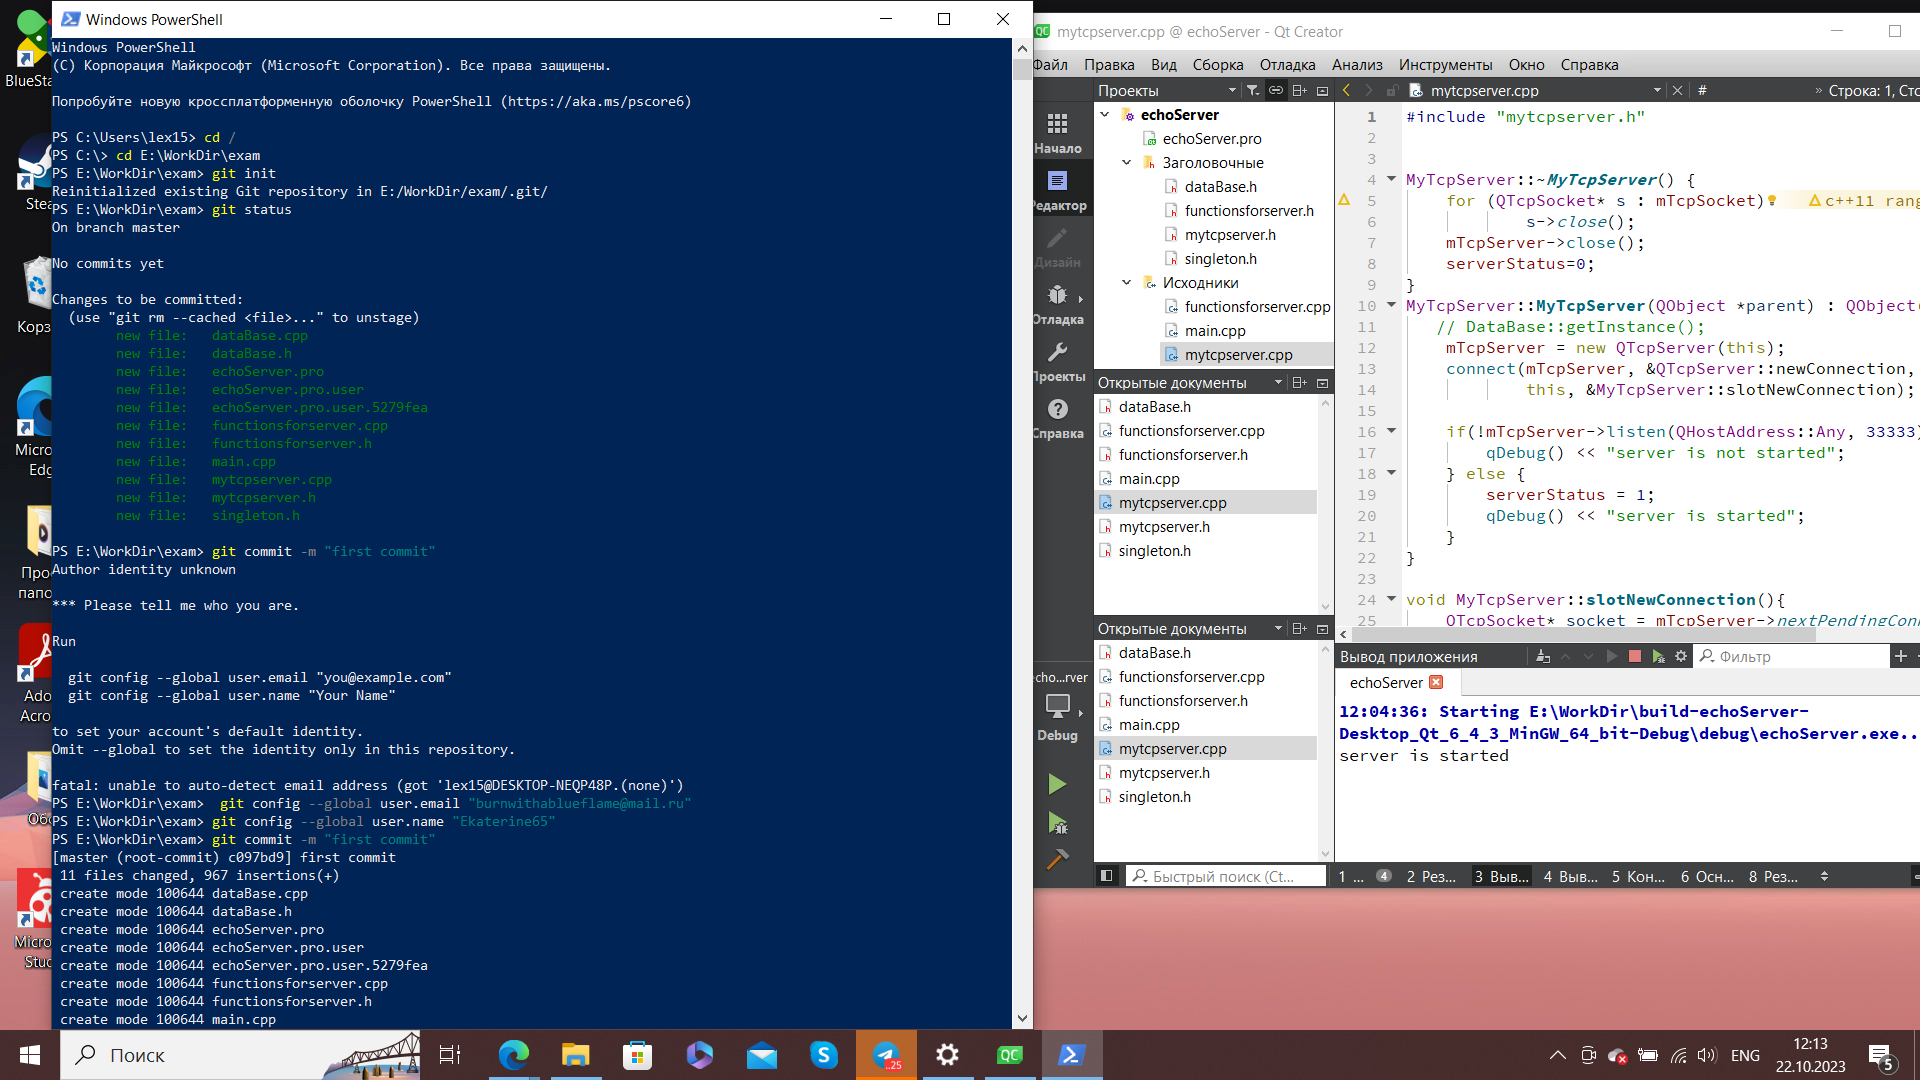 Windows PowerShell
Windows PowerShell
(C) Корпорация Майкрософт (Microsoft Corporation). Все права защищены.
Попробуйте новую кроссплатформенную оболочку PowerShell (https://aka.ms/pscore6)
PS C:\Users\lex15> cd /
PS C:\> cd E:\WorkDir\exam
PS E:\WorkDir\exam> git init
Reinitialized existing Git repository in E:/WorkDir/exam/.git/
PS E:\WorkDir\exam> git status
On branch master
No commits yet
Changes to be committed:
(use "git rm --cached <file>..." to unstage)
new file:   dataBase.cpp
new file:   dataBase.h
new file:   echoServer.pro
new file:   echoServer.pro.user
new file:   echoServer.pro.user.5279fea
new file:   functionsforserver.cpp
new file:   functionsforserver.h
new file:   main.cpp
new file:   mytcpserver.cpp
new file:   mytcpserver.h
new file:   singleton.h
PS E:\WorkDir\exam> git commit -m "first commit"
Author identity unknown
*** Please tell me who you are.
Run
git config --global user.email "you@example.com"
git config --global user.name "Your Name"
to set your account's default identity.
Omit --global to set the identity only in this repository.
fatal: unable to auto-detect email address (got 'lex15@DESKTOP-NEQP48P.(none)')
PS E:\WorkDir\exam>  git config --global user.email "burnwithablueflame@mail.ru"
PS E:\WorkDir\exam> git config --global user.name "Ekaterine65"
PS E:\WorkDir\exam> git commit -m "first commit"
[master (root-commit) c097bd9] first commit
11 files changed, 967 insertions(+)
create mode 100644 dataBase.cpp
create mode 100644 dataBase.h
create mode 100644 echoServer.pro
create mode 100644 echoServer.pro.user
create mode 100644 echoServer.pro.user.5279fea
create mode 100644 functionsforserver.cpp
create mode 100644 functionsforserver.h
create mode 100644 main.cpp
BlueSta
Stea
Корз
Micro
Edg
Про
папо
Ado
Acro
Обо
Micro
Stud
QC mytcpserver.cpp @ echoServer - Qt Creator
Файл Правка Вид Сборка Отладка Анализ Инструменты Окно Справка
Начало
Редактор
Дизайн
Отладка
Проекты
Справка
cho...rver
Debug
Проекты
echoServer
echoServer.pro
Заголовочные
dataBase.h
functionsforserver.h
mytcpserver.h
singleton.h
Исходники
functionsforserver.cpp
main.cpp
mytcpserver.cpp
Открытые документы
dataBase.h
functionsforserver.cpp
functionsforserver.h
main.cpp
mytcpserver.cpp
mytcpserver.h
singleton.h
Открытые документы
dataBase.h
functionsforserver.cpp
functionsforserver.h
main.cpp
mytcpserver.cpp
mytcpserver.h
singleton.h
mytcpserver.cpp # » Строка: 1, Сто
1 #include "mytcpserver.h"
2
3
4 MyTcpServer::~MyTcpServer() {
5 for (QTcpSocket* s : mTcpSocket) c++11 rang
6 s->close();
7 mTcpServer->close();
8 serverStatus=0;
9 }
10 MyTcpServer::MyTcpServer(QObject *parent) : QObject(
11 // DataBase::getInstance();
12 mTcpServer = new QTcpServer(this);
13 connect(mTcpServer, &QTcpServer::newConnection,
14 this, &MyTcpServer::slotNewConnection);
15
16 if(!mTcpServer->listen(QHostAddress::Any, 33333)
17 qDebug() << "server is not started";
18 } else {
19 serverStatus = 1;
20 qDebug() << "server is started";
21 }
22 }
23
24 void MyTcpServer::slotNewConnection(){
25 QTcpSocket* socket = mTcpServer->nextPendingConn
Вывод приложения Фильтр
echoServer
12:04:36: Starting E:\WorkDir\build-echoServer-
Desktop_Qt_6_4_3_MinGW_64_bit-Debug\debug\echoServer.exe..
server is started
Быстрый поиск (Ct... 1 ... 4 2 Рез... 3 Выв... 4 Выв... 5 Кон... 6 Осн... 8 Рез...
Поиск ..25 QC ENG 12:13
22.10.2023 5